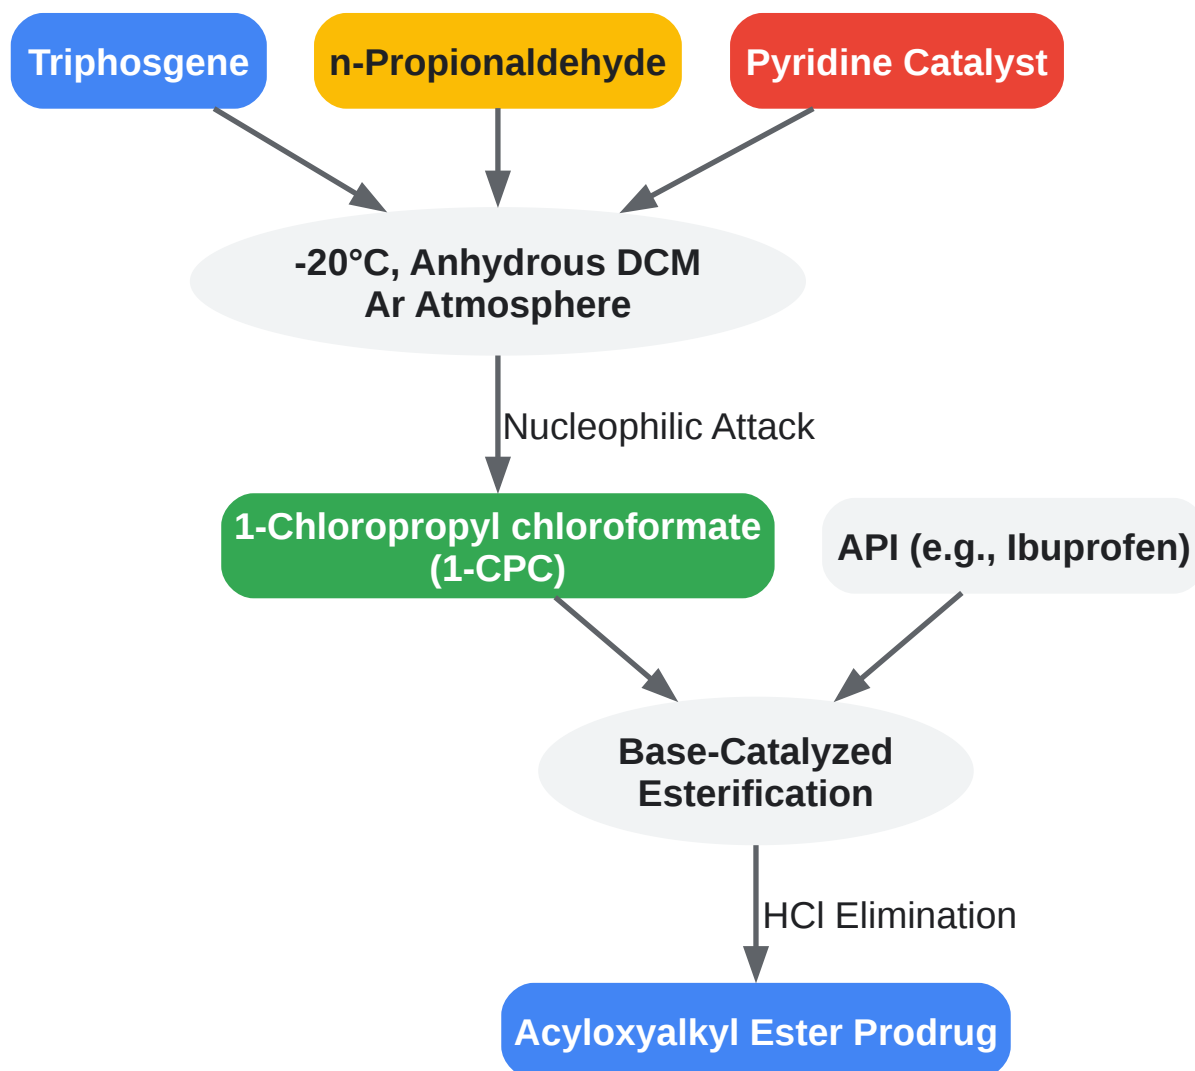 Triphosgene
n-Propionaldehyde
Pyridine Catalyst
-20°C, Anhydrous DCM
Ar Atmosphere
Nucleophilic Attack
1-Chloropropyl chloroformate
(1-CPC)
API (e.g., Ibuprofen)
Base-Catalyzed
Esterification
HCl Elimination
Acyloxyalkyl Ester Prodrug